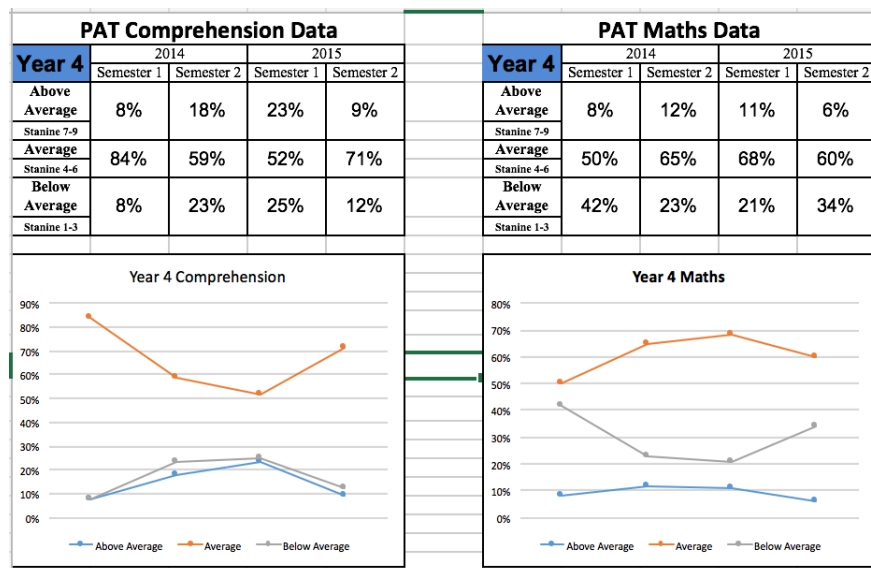 PAT Comprehension Data
Year 4
2014 2015
Semester 1 Semester 2 Semester 1 Semester 2
Above
Average
Stanine 7-9
8% 18% 23% 9%
Average
Stanine 4-6
84% 59% 52% 71%
Below
Average
Stanine 1-3
8% 23% 25% 12%
PAT Maths Data
Year 4
2014 2015
Semester 1 Semester 2 Semester 1 Semester 2
Above
Average
Stanine 7-9
8% 12% 11% 6%
Average
Stanine 4-6
50% 65% 68% 60%
Below
Average
Stanine 1-3
42% 23% 21% 34%
Year 4 Comprehension
90%
80%
70%
60%
50%
40%
30%
20%
10%
0%
Above Average Average Below Average
Year 4 Maths
80%
70%
60%
50%
40%
30%
20%
10%
0%
Above Average Average Below Average